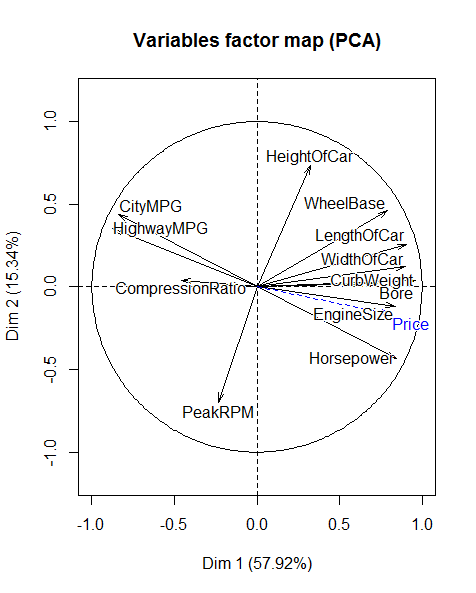 Variables factor map (PCA)
Dim 2 (15.34%)
1.0
0.5
0.0
-0.5
-1.0
HeightOfCar
WheelBase
CityMPG
HighwayMPG
LengthOfCar
WidthOfCar
CurbWeight
CompressionRatio
Bore
EngineSize
Price
Horsepower
PeakRPM
-1.0
-0.5
0.0
0.5
1.0
Dim 1 (57.92%)